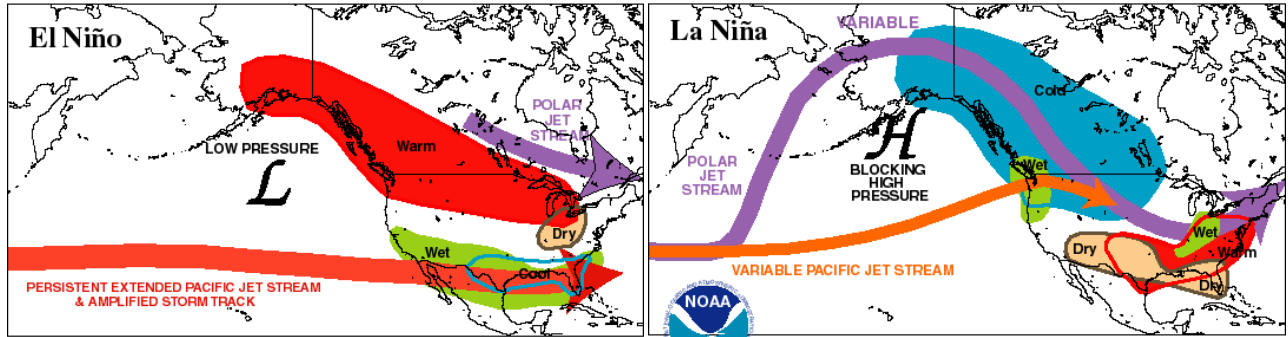 El Niño
POLAR
JET
STREAM
LOW PRESSURE
L
Warm
Dry
Wet
Cool
PERSISTENT EXTENDED PACIFIC JET STREAM
& AMPLIFIED STORM TRACK
La Niña
VARIABLE
Cold
H
BLOCKING
HIGH
PRESSURE
POLAR
JET
STREAM
Wet
Wet
Dry
Warm
Dry
VARIABLE PACIFIC JET STREAM
NOAA